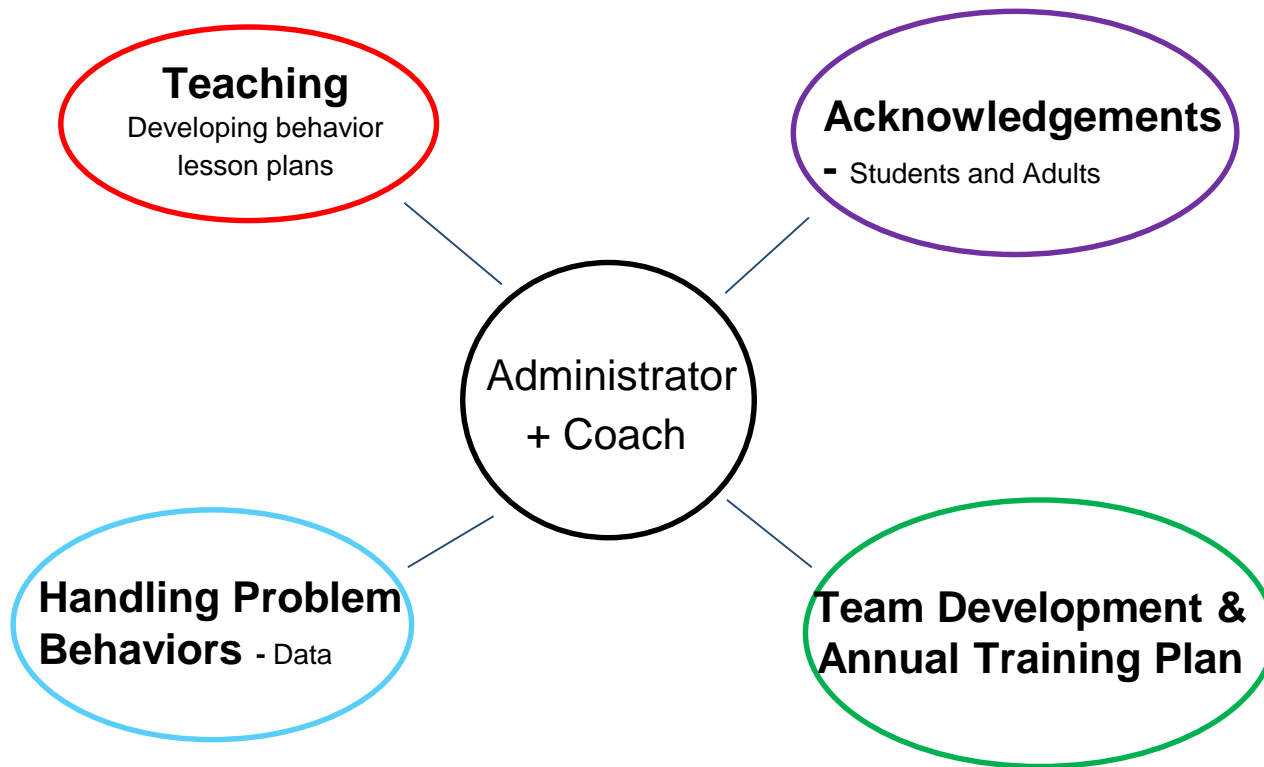 Teaching
Developing behavior
lesson plans
Acknowledgements
- Students and Adults
Administrator
+ Coach
Handling Problem
Behaviors - Data
Team Development &
Annual Training Plan